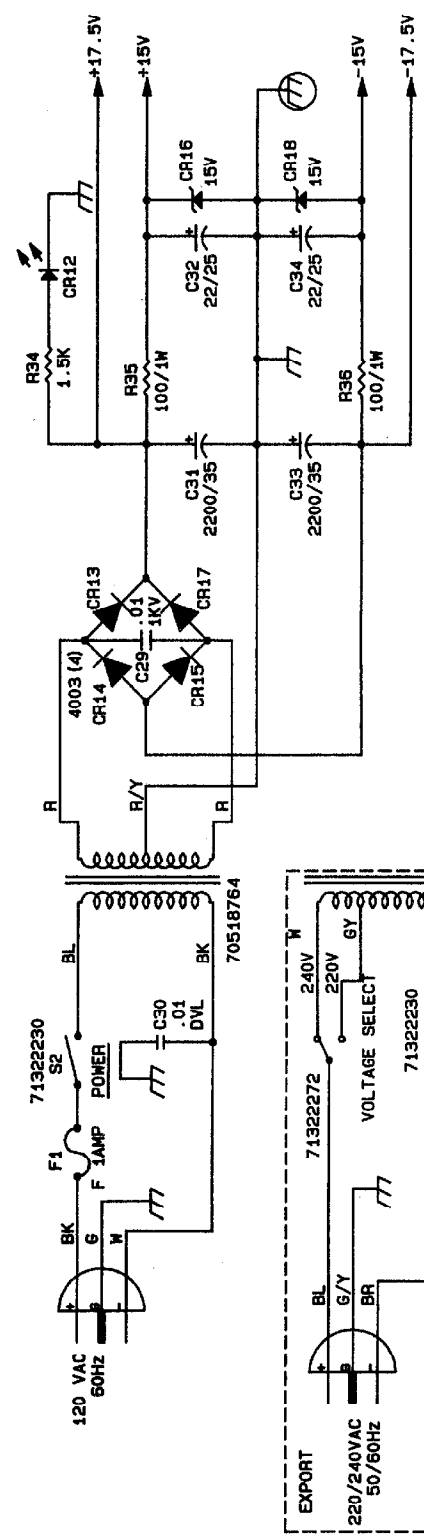 +17.5V
+15V
-15V
-17.5V
R34
1.5K
CR12
R35
100/1W
C32
22/25
CR16
15V
C34
22/25
CR18
15V
R36
100/1W
C31
2200/35
C33
2200/35
4003 (4)
CR13
CR14
C29
.01
1KV
CR15
CR17
R
R/Y
R
BL
BK
70518764
71322230
S2
POWER
C30
.01
DVL
F1
F 1AMP
BK
G
W
+
G
-
120 VAC
60Hz
EXPORT
220/240VAC
50/60Hz
+
G
-
BL
G/Y
BR
71322272
240V
220V
W
GY
VOLTAGE SELECT
71322230